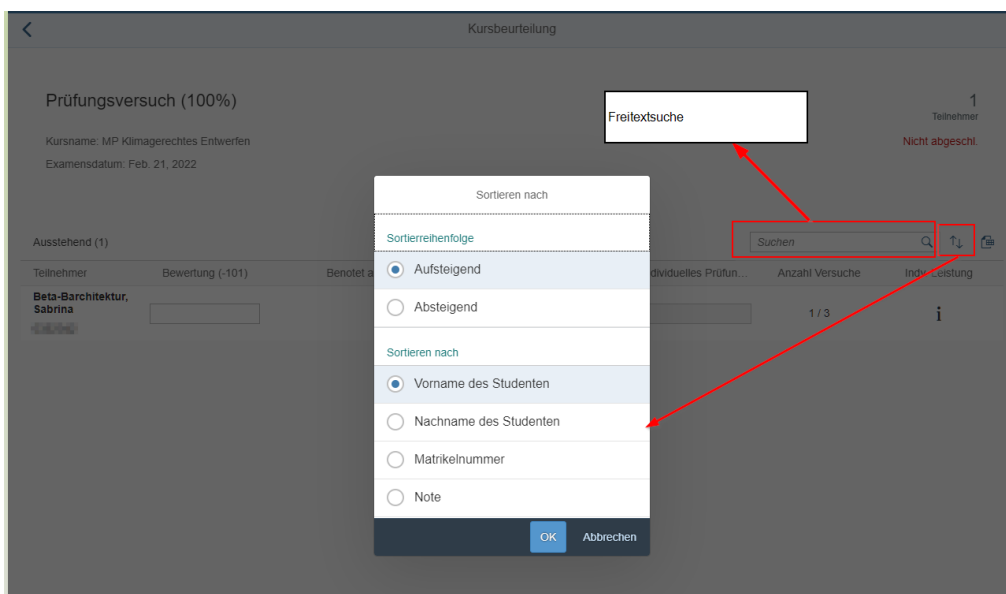 Kursbeurteilung
Prüfungsversuch (100%)
1
Teilnehmer
Kursname: MP Klimagerechtes Entwerfen
Nicht abgeschl.
Examensdatum: Feb. 21, 2022
Freitextsuche
Sortieren nach
Sortierreihenfolge
Aufsteigend
Absteigend
Sortieren nach
Vorname des Studenten
Nachname des Studenten
Matrikelnummer
Note
OK Abbrechen
Ausstehend (1)
Suchen
Teilnehmer Bewertung (-101) Benotet Prüfun... Anzahl Versuche Indv. Leistung
Beta-Barchitektur,
Sabrina
1 / 3
i